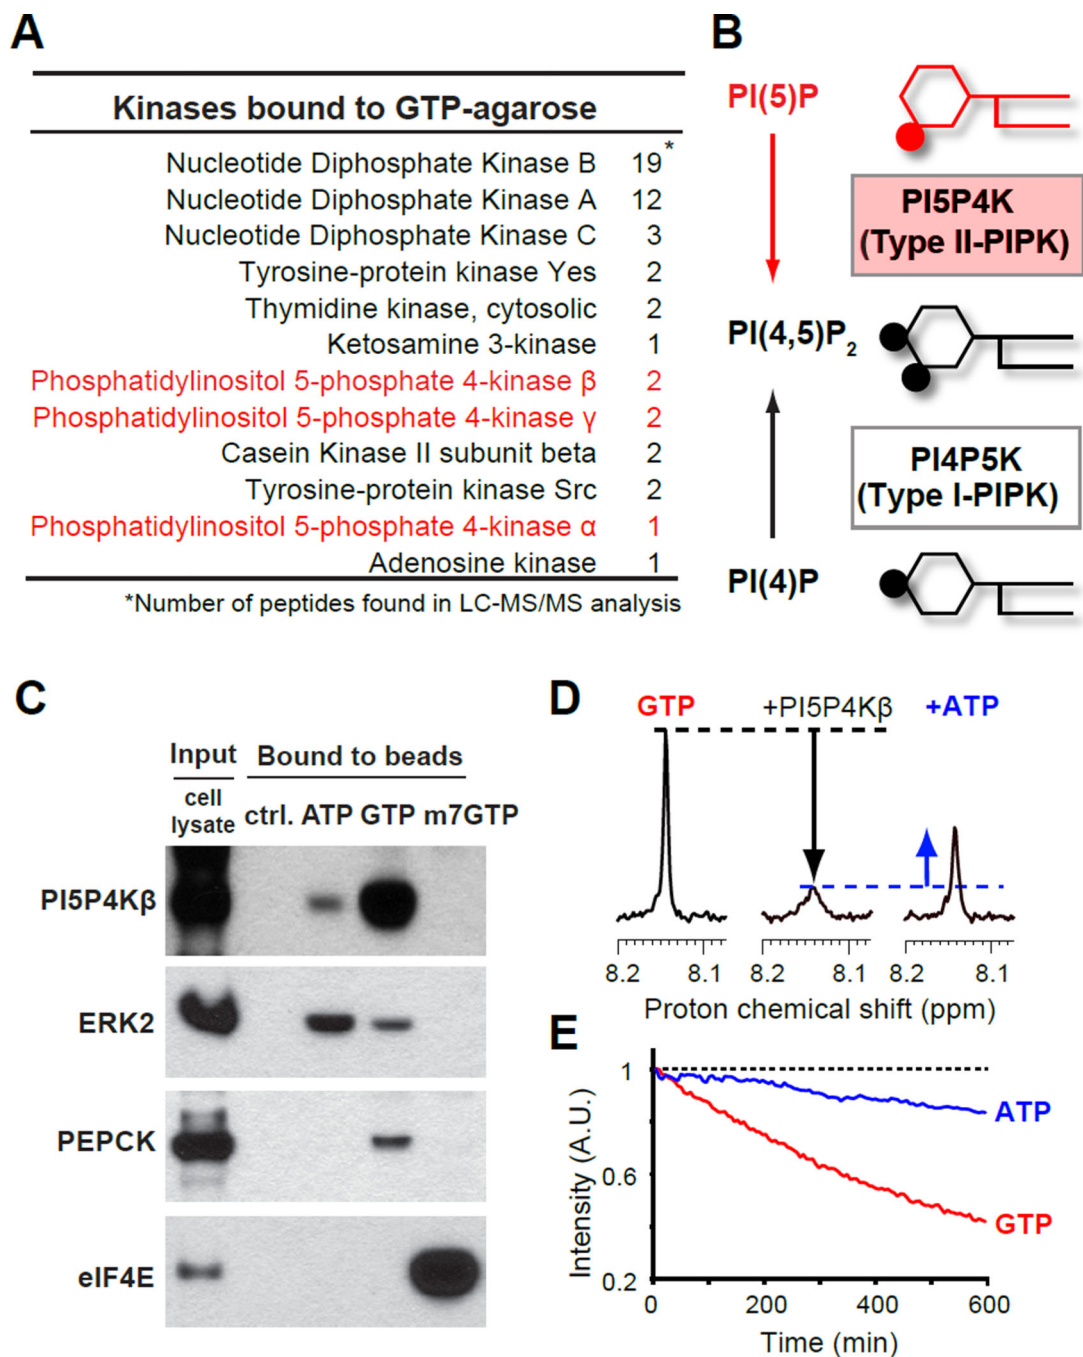 A
Kinases bound to GTP-agarose
Nucleotide Diphosphate Kinase B 19*
Nucleotide Diphosphate Kinase A 12
Nucleotide Diphosphate Kinase C 3
Tyrosine-protein kinase Yes 2
Thymidine kinase, cytosolic 2
Ketosamine 3-kinase 1
Phosphatidylinositol 5-phosphate 4-kinase β 2
Phosphatidylinositol 5-phosphate 4-kinase γ 2
Casein Kinase II subunit beta 2
Tyrosine-protein kinase Src 2
Phosphatidylinositol 5-phosphate 4-kinase α 1
Adenosine kinase 1
*Number of peptides found in LC-MS/MS analysis
B
PI(5)P
PI5P4K
(Type II-PIPK)
PI(4,5)P2
PI4P5K
(Type I-PIPK)
PI(4)P
C
Input Bound to beads
cell
lysate
ctrl. ATP GTP m7GTP
PI5P4Kβ
ERK2
PEPCK
eIF4E
D
GTP +PI5P4Kβ +ATP
8.2 8.1 8.2 8.1 8.2 8.1
Proton chemical shift (ppm)
E
Intensity (A.U.)
1
0.6
0.2
ATP
GTP
0 200 400 600
Time (min)